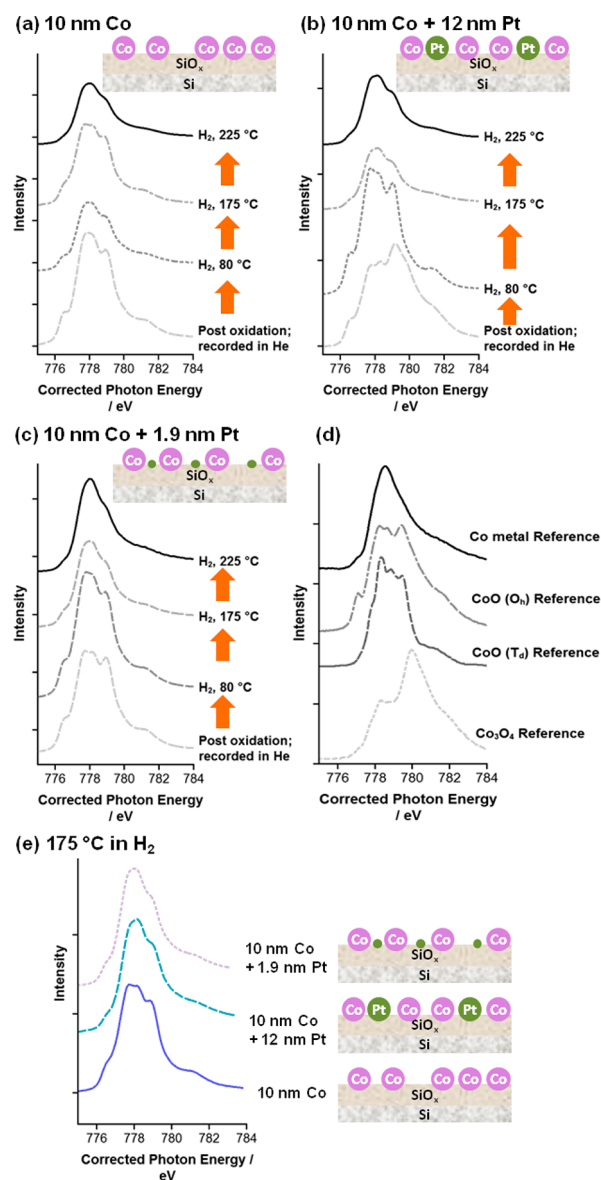 (a) 10 nm Co
Co Co Co Co Co
SiOₓ
Si
H₂, 225 °C
H₂, 175 °C
H₂, 80 °C
Post oxidation;
recorded in He
Intensity
776 778 780 782 784
Corrected Photon Energy
/ eV
(b) 10 nm Co + 12 nm Pt
Co Pt Co Co Pt Co
SiOₓ
Si
H₂, 225 °C
H₂, 175 °C
H₂, 80 °C
Post oxidation;
recorded in He
Intensity
776 778 780 782 784
Corrected Photon Energy
/ eV
(c) 10 nm Co + 1.9 nm Pt
Co Co Co Co
SiOₓ
Si
H₂, 225 °C
H₂, 175 °C
H₂, 80 °C
Post oxidation;
recorded in He
Intensity
776 778 780 782 784
Corrected Photon Energy
/ eV
(d)
Co metal Reference
CoO (Oₕ) Reference
CoO (T_d) Reference
Co₃O₄ Reference
Intensity
776 778 780 782 784
Corrected Photon Energy
/ eV
(e) 175 °C in H₂
Intensity
10 nm Co
+ 1.9 nm Pt
10 nm Co
+ 12 nm Pt
10 nm Co
776 778 780 782 784
Corrected Photon Energy /
eV
Co Co Co Co
SiOₓ
Si
Co Pt Co Co Pt Co
SiOₓ
Si
Co Co Co Co Co
SiOₓ
Si